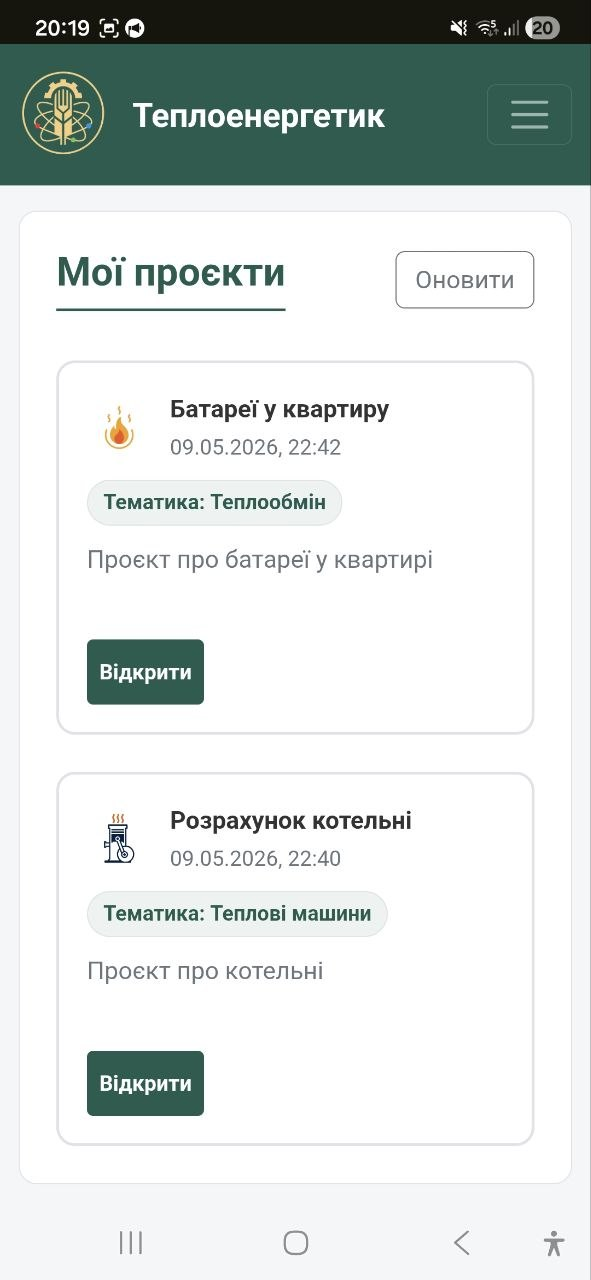 20:19
5
20
Теплоенергетик
Мої проєкти
Оновити
Батареї у квартиру
09.05.2026, 22:42
Тематика: Теплообмін
Проєкт про батареї у квартирі
Відкрити
Розрахунок котельні
09.05.2026, 22:40
Тематика: Теплові машини
Проєкт про котельні
Відкрити